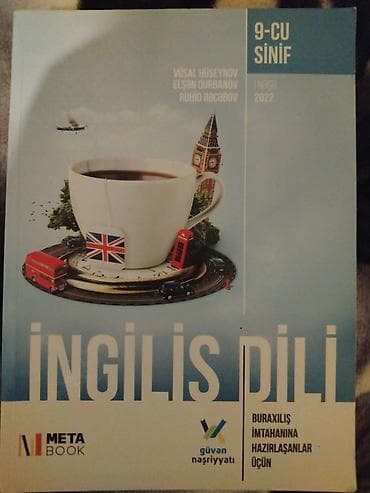 9-CU
SİNİF
VÜSAL HÜSEYNOV
ELŞƏN QURBANOV
RUHİD RƏCƏBOV
I NƏŞR
2022
İNGİLİS DİLİ
META
BOOK
güvən
nəşriyyatı
BURAXILIŞ
İMTAHANINA
HAZIRLAŞANLAR
ÜÇÜN